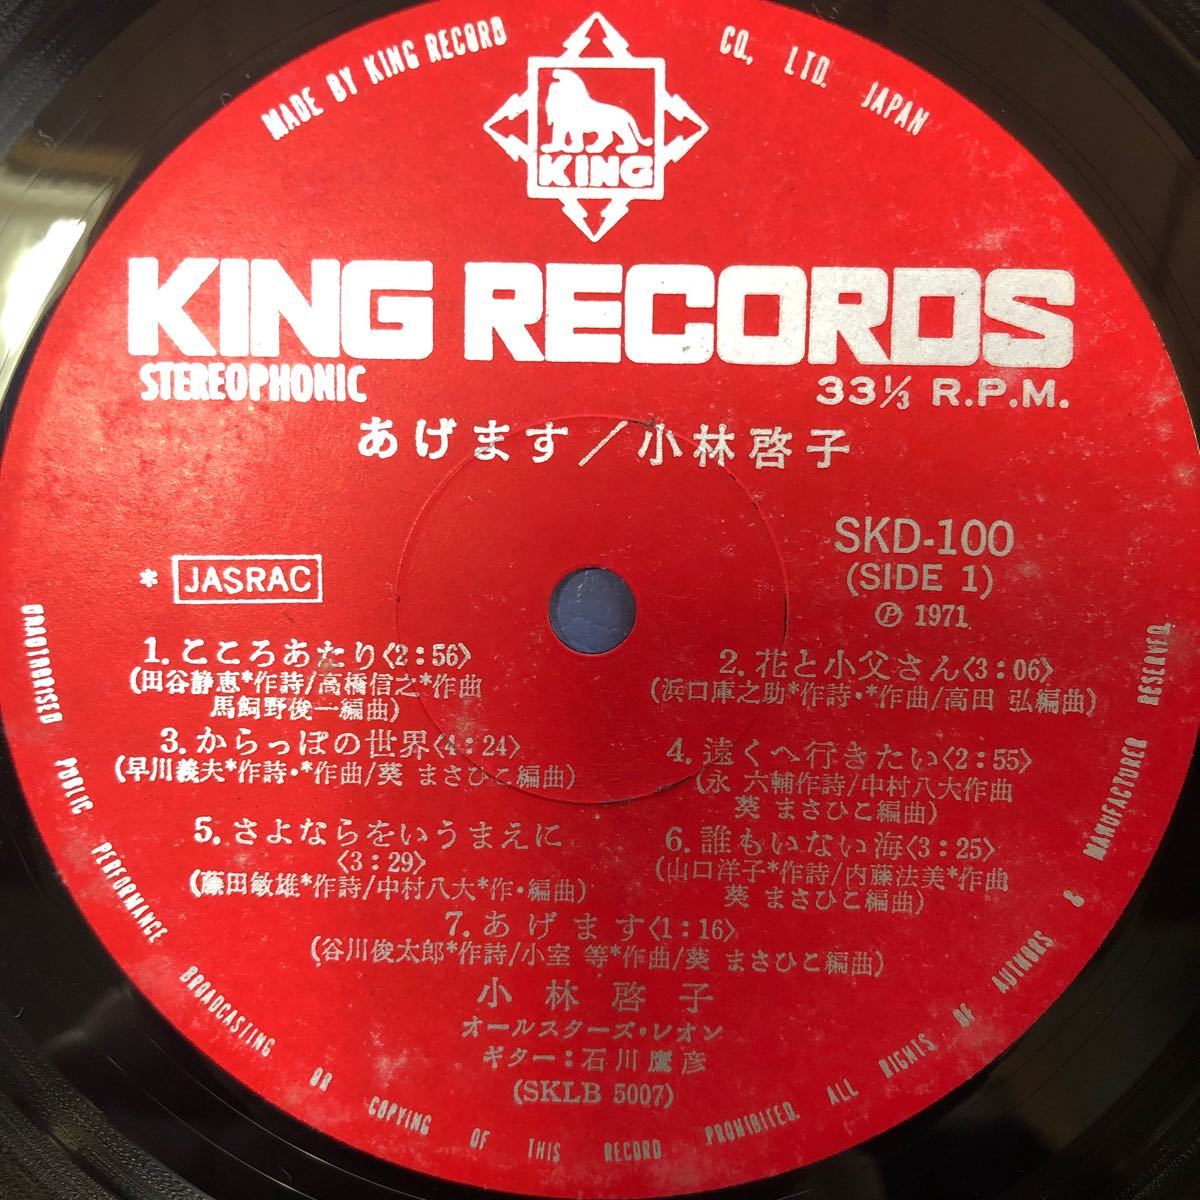 MADE BY KING RECORD CO., LTD. JAPAN
KING
KING RECORDS
STEREOPHONIC
33⅓ R.P.M.
あげます/小林啓子
SKD-100
(SIDE 1)
Ⓟ 1971
* JASRAC
1. こころあたり〈2:56〉
(田谷静恵*作詩/高橋信之*作曲
馬飼野俊一編曲)
2. 花と小父さん〈3:06〉
(浜口庫之助*作詩・*作曲/高田 弘編曲)
3. からっぽの世界〈4:24〉
(早川義夫*作詩・*作曲/葵 まさひこ編曲)
4. 遠くへ行きたい〈2:55〉
(永 六輔作詩/中村八大作曲
葵 まさひこ編曲)
5. さよならをいうまえに
〈3:29〉
(藤田敏雄*作詩/中村八大*作・編曲)
6. 誰もいない海〈3:25〉
(山口洋子*作詩/内藤法美*作曲
葵 まさひこ編曲)
7. あげます〈1:16〉
(谷川俊太郎*作詩/小室 等*作曲/葵 まさひこ編曲)
小林啓子
オールスターズ・レオン
ギター:石川鷹彦
(SKLB 5007)
UNAUTHORISED PUBLIC PERFORMANCE BROADCASTING OR COPYING OF THIS RECORD PROHIBITED. ALL RIGHTS OF AUTHORS & MANUFACTURER RESERVED